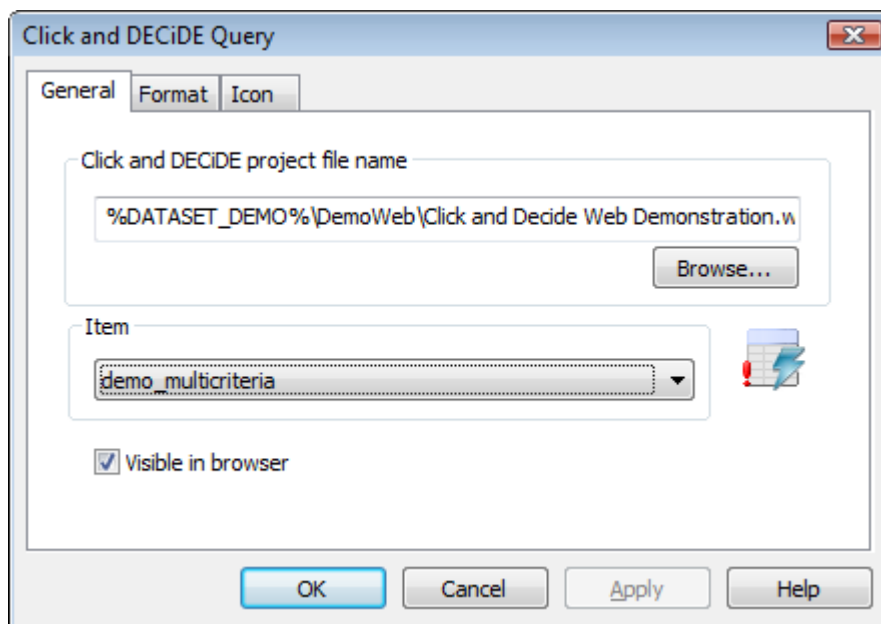 Click and DECiDE Query
General Format Icon
Click and DECiDE project file name
%DATASET_DEMO%\DemoWeb\Click and Decide Web Demonstration.w
Browse...
Item
demo_multicriteria
Visible in browser
OK Cancel Apply Help